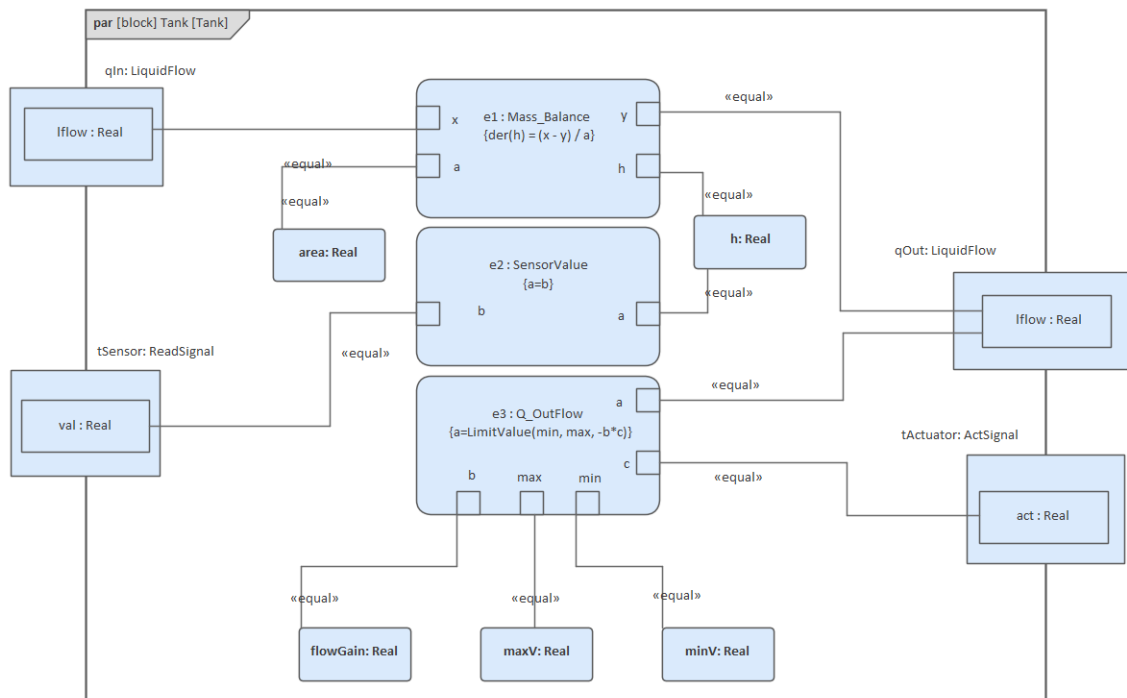 par [block] Tank [Tank]
qIn: LiquidFlow
lflow : Real
e1 : Mass_Balance
{der(h) = (x - y) / a}
x
y
a
h
«equal»
«equal»
«equal»
«equal»
area: Real
h: Real
e2 : SensorValue
{a=b}
b
a
«equal»
qOut: LiquidFlow
lflow : Real
tSensor: ReadSignal
val : Real
«equal»
e3 : Q_OutFlow
{a=LimitValue(min, max, -b*c)}
a
c
b
max
min
«equal»
«equal»
tActuator: ActSignal
act : Real
«equal»
«equal»
«equal»
flowGain: Real
maxV: Real
minV: Real